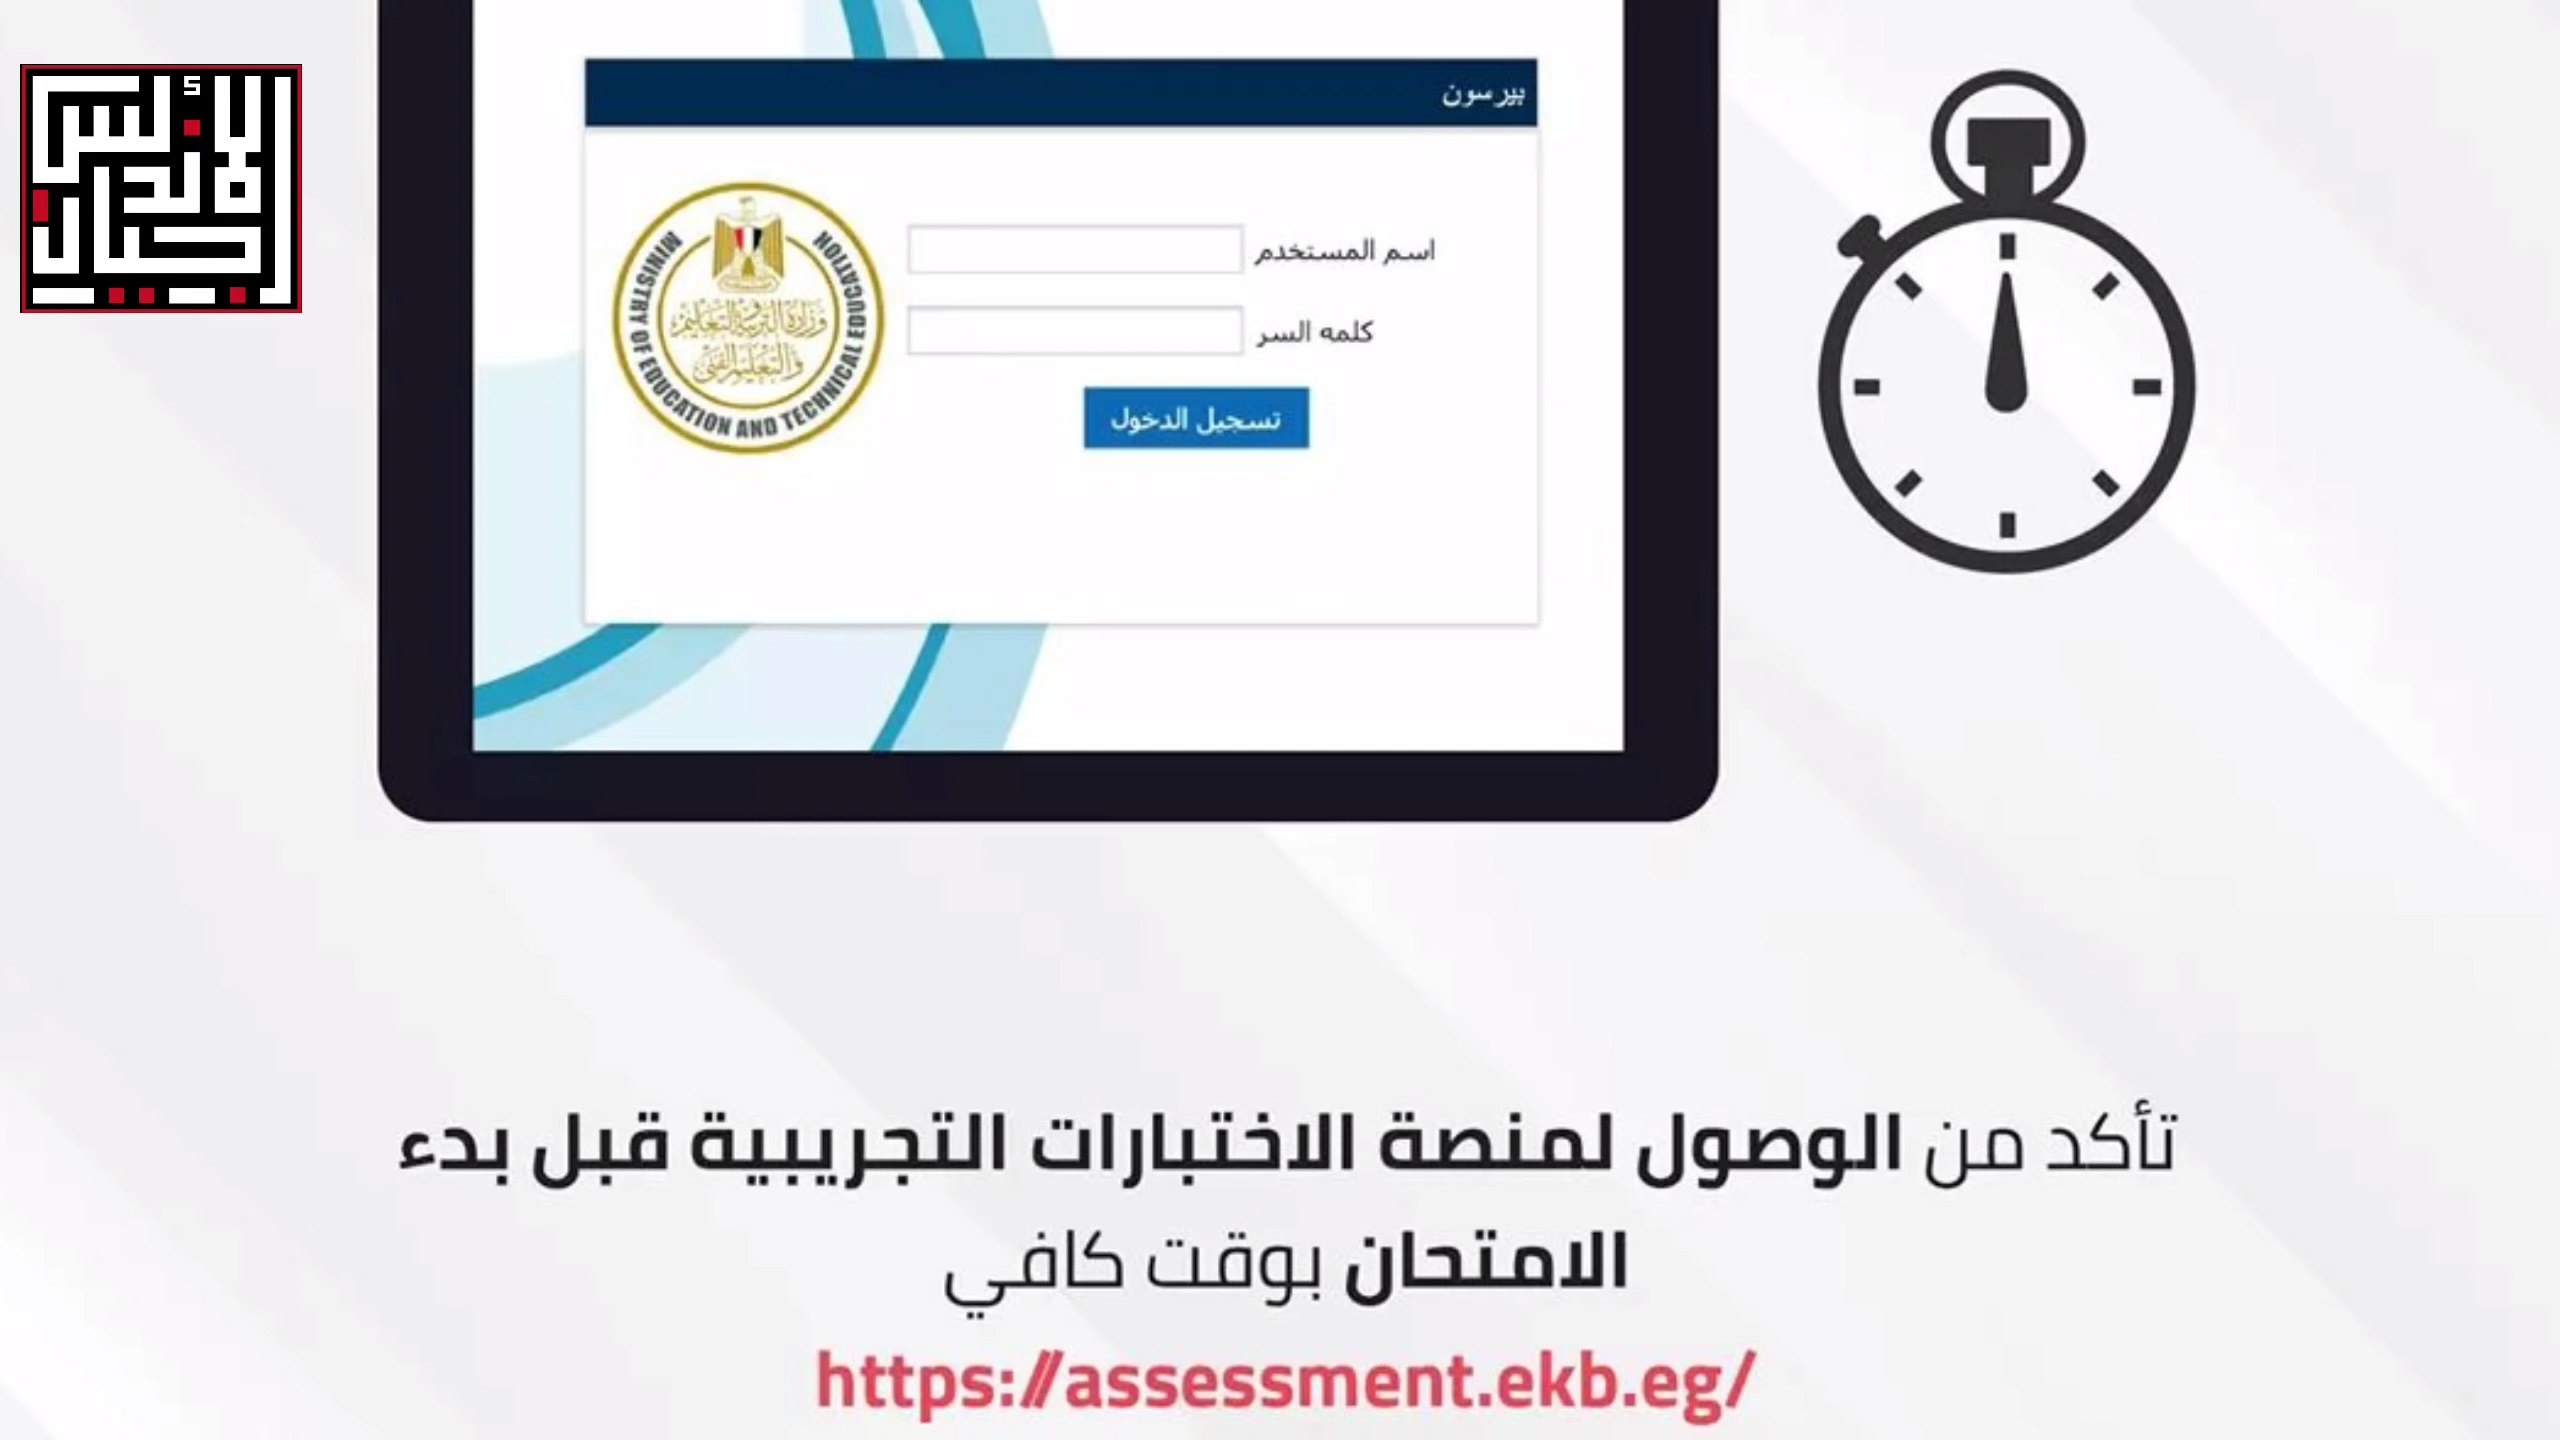 بيرسون
اسم المستخدم
كلمه السر
تسجيل الدخول
وزارة التربية والتعليم
والتعليم الفني
MINISTRY OF EDUCATION AND TECHNICAL EDUCATION
تأكد من الوصول لمنصة الاختبارات التجريبية قبل بدء
الامتحان بوقت كافي
https://assessment.ekb.eg/